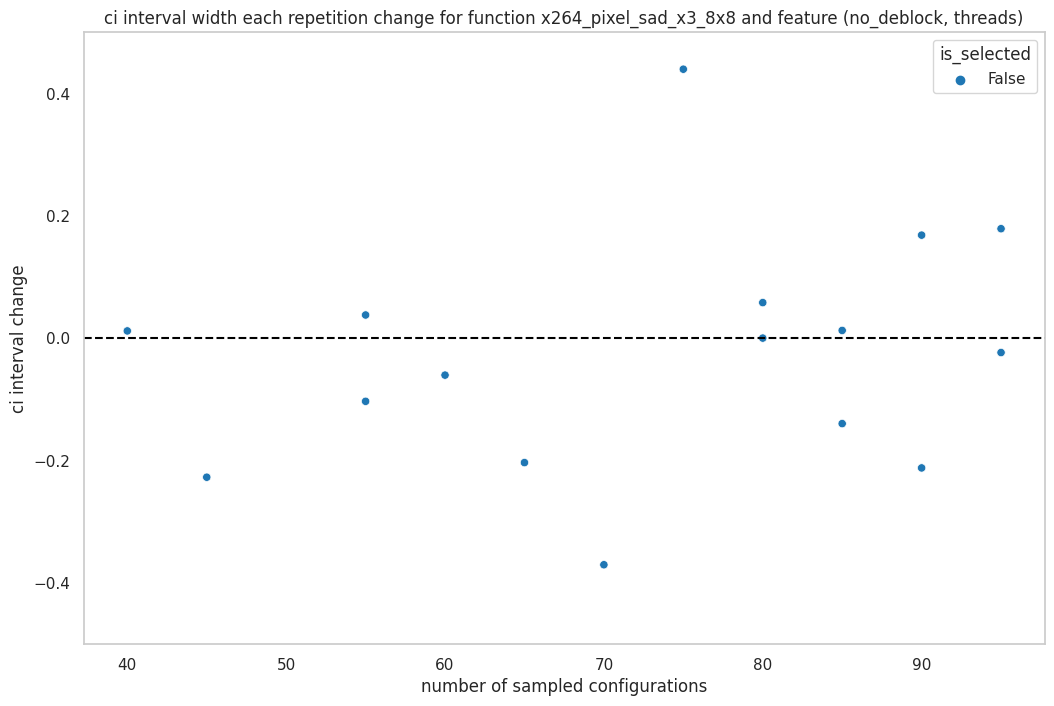 ci interval width each repetition change for function x264_pixel_sad_x3_8x8 and feature (no_deblock, threads)
is_selected
False
ci interval change
0.4
0.2
0.0
−0.2
−0.4
40
50
60
70
80
90
number of sampled configurations